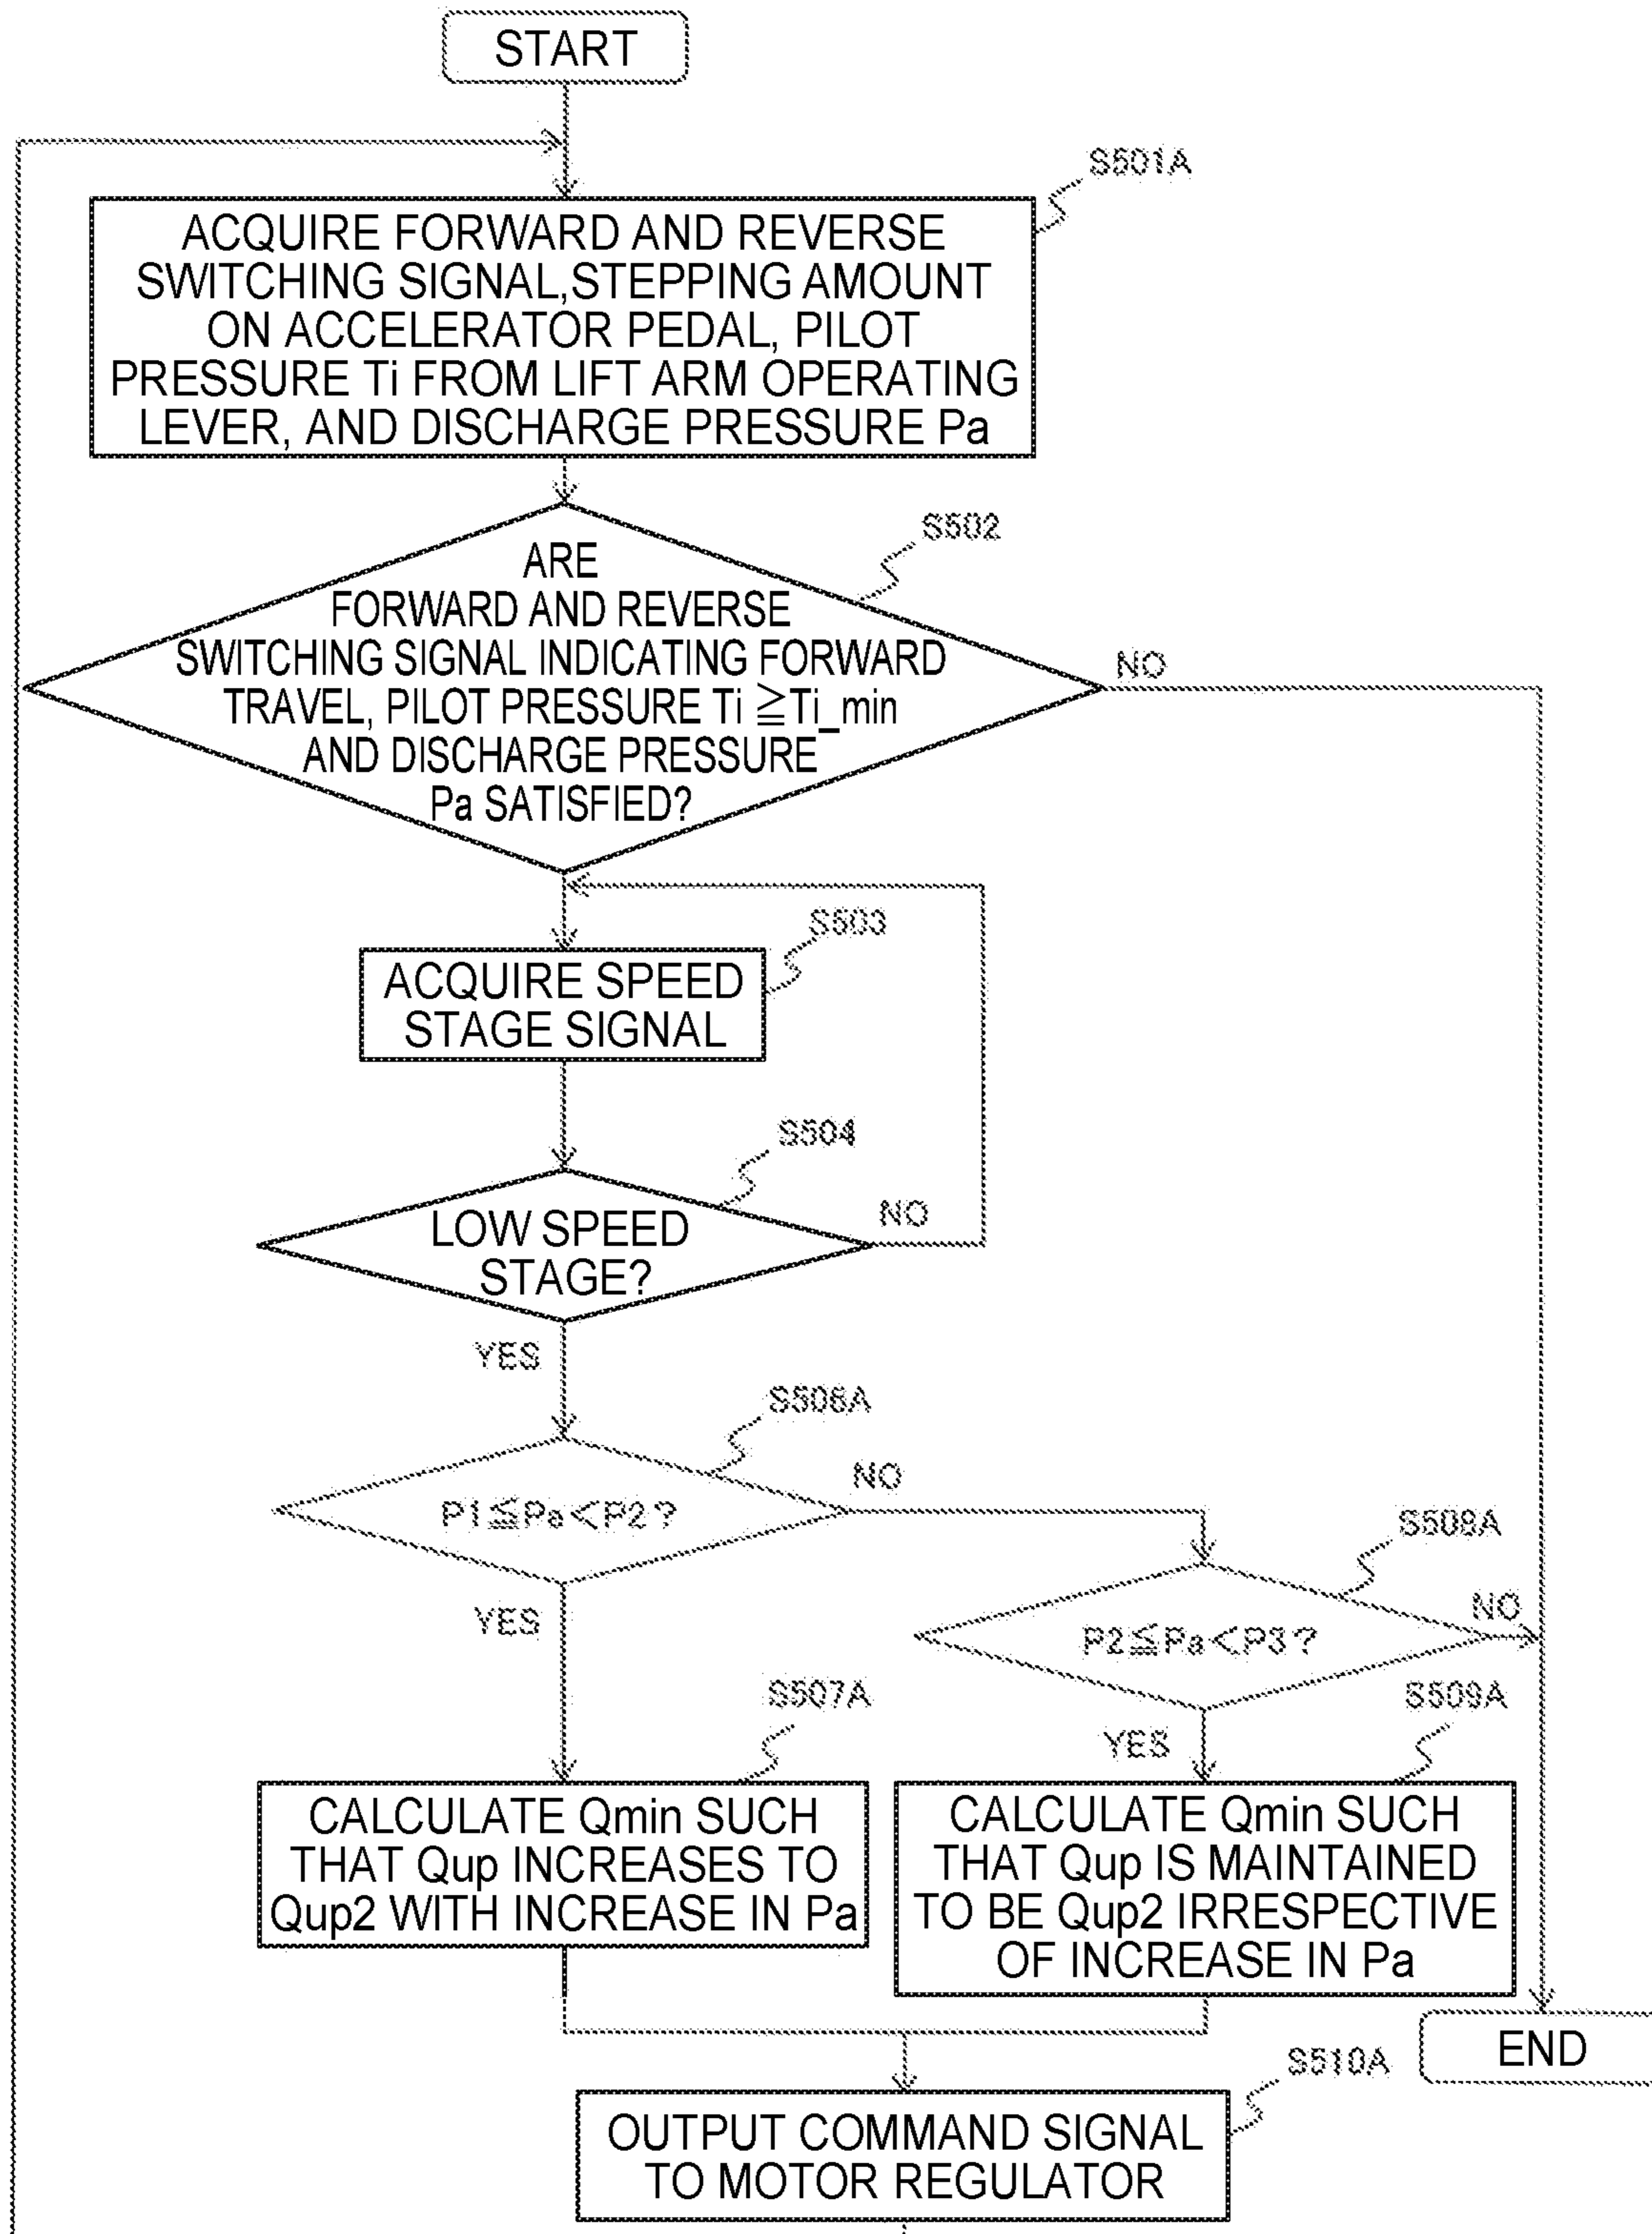 START
S501A
ACQUIRE FORWARD AND REVERSE
SWITCHING SIGNAL,STEPPING AMOUNT
ON ACCELERATOR PEDAL, PILOT
PRESSURE Ti FROM LIFT ARM OPERATING
LEVER, AND DISCHARGE PRESSURE Pa
S502
ARE
FORWARD AND REVERSE
SWITCHING SIGNAL INDICATING FORWARD
TRAVEL, PILOT PRESSURE Ti ≧Ti_min
AND DISCHARGE PRESSURE
Pa SATISFIED?
NO
S503
ACQUIRE SPEED
STAGE SIGNAL
S504
LOW SPEED
STAGE?
NO
YES
S506A
P1≦Pa<P2?
NO
YES
S508A
P2≦Pa<P3?
NO
YES
S507A
CALCULATE Qmin SUCH
THAT Qup INCREASES TO
Qup2 WITH INCREASE IN Pa
S509A
CALCULATE Qmin SUCH
THAT Qup IS MAINTAINED
TO BE Qup2 IRRESPECTIVE
OF INCREASE IN Pa
END
S510A
OUTPUT COMMAND SIGNAL
TO MOTOR REGULATOR